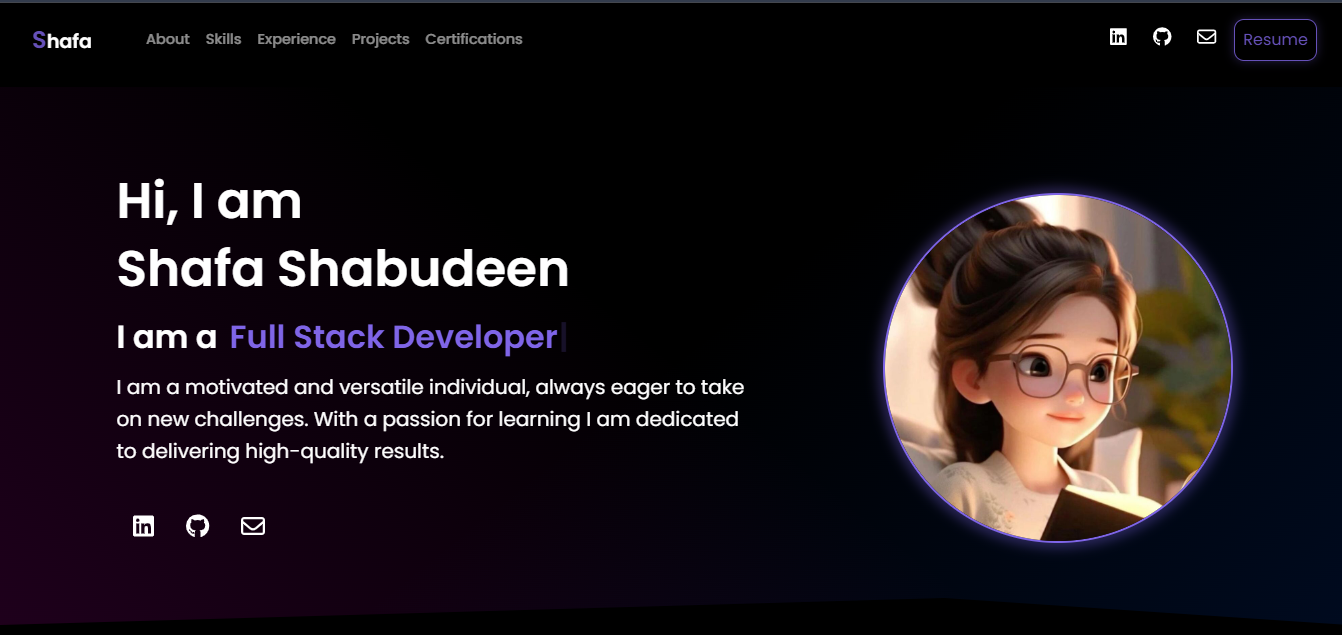 Shafa
About Skills Experience Projects Certifications
Resume
Hi, I am
Shafa Shabudeen
I am a Full Stack Developer
I am a motivated and versatile individual, always eager to take
on new challenges. With a passion for learning I am dedicated
to delivering high-quality results.